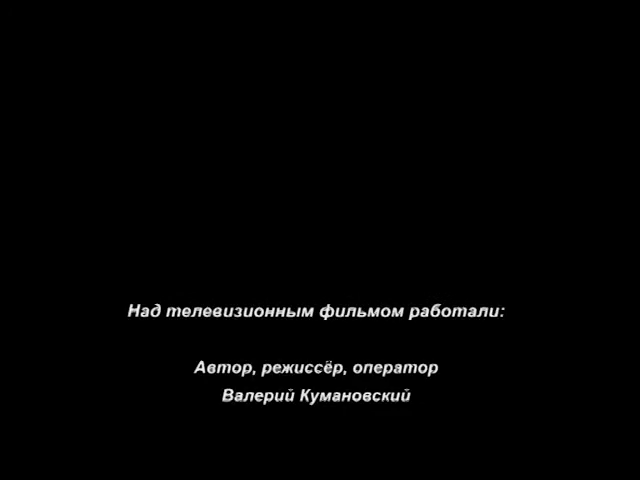 Над телевизионным фильмом работали:
Автор, режиссёр, оператор
Валерий Кумановский